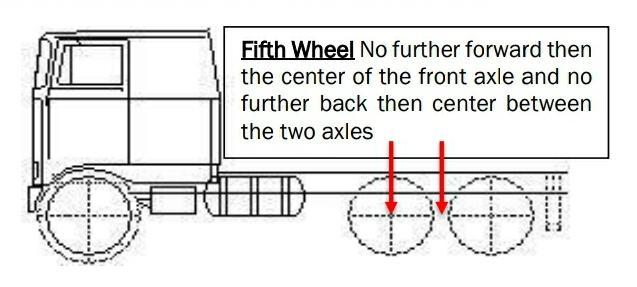 Fifth Wheel No further forward then
the center of the front axle and no
further back then center between
the two axles